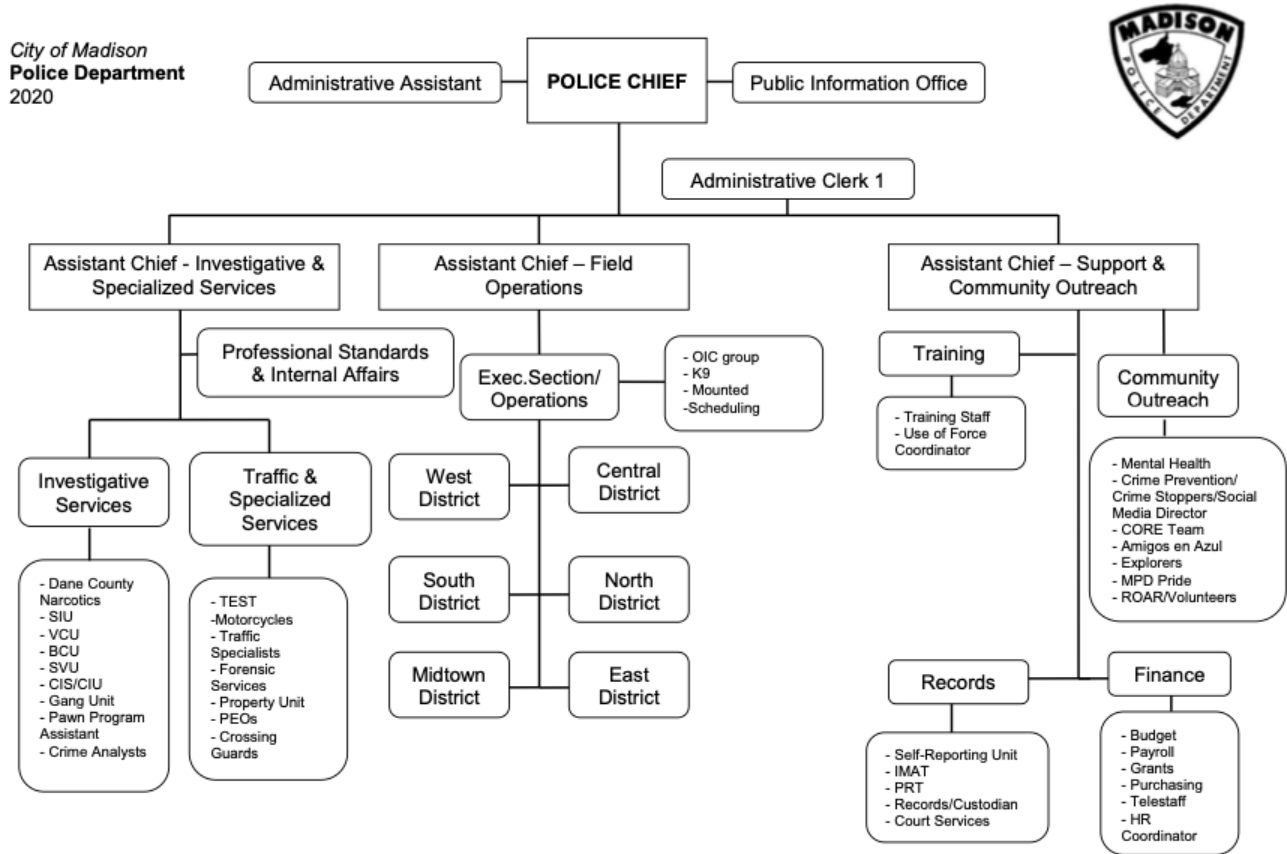 City of Madison
Police Department
2020
Administrative Assistant
POLICE CHIEF
Public Information Office
MADISON
POLICE DEPARTMENT
Administrative Clerk 1
Assistant Chief - Investigative &
Specialized Services
Assistant Chief – Field
Operations
Assistant Chief – Support &
Community Outreach
Professional Standards
& Internal Affairs
Exec.Section/
Operations
- OIC group
- K9
- Mounted
-Scheduling
Training
- Training Staff
- Use of Force
Coordinator
Community
Outreach
- Mental Health
- Crime Prevention/
Crime Stoppers/Social
Media Director
- CORE Team
- Amigos en Azul
- Explorers
- MPD Pride
- ROAR/Volunteers
Investigative
Services
- Dane County
Narcotics
- SIU
- VCU
- BCU
- SVU
- CIS/CIU
- Gang Unit
- Pawn Program
Assistant
- Crime Analysts
Traffic &
Specialized
Services
- TEST
-Motorcycles
- Traffic
Specialists
- Forensic
Services
- Property Unit
- PEOs
- Crossing
Guards
West
District
Central
District
South
District
North
District
Midtown
District
East
District
Records
- Self-Reporting Unit
- IMAT
- PRT
- Records/Custodian
- Court Services
Finance
- Budget
- Payroll
- Grants
- Purchasing
- Telestaff
- HR
Coordinator